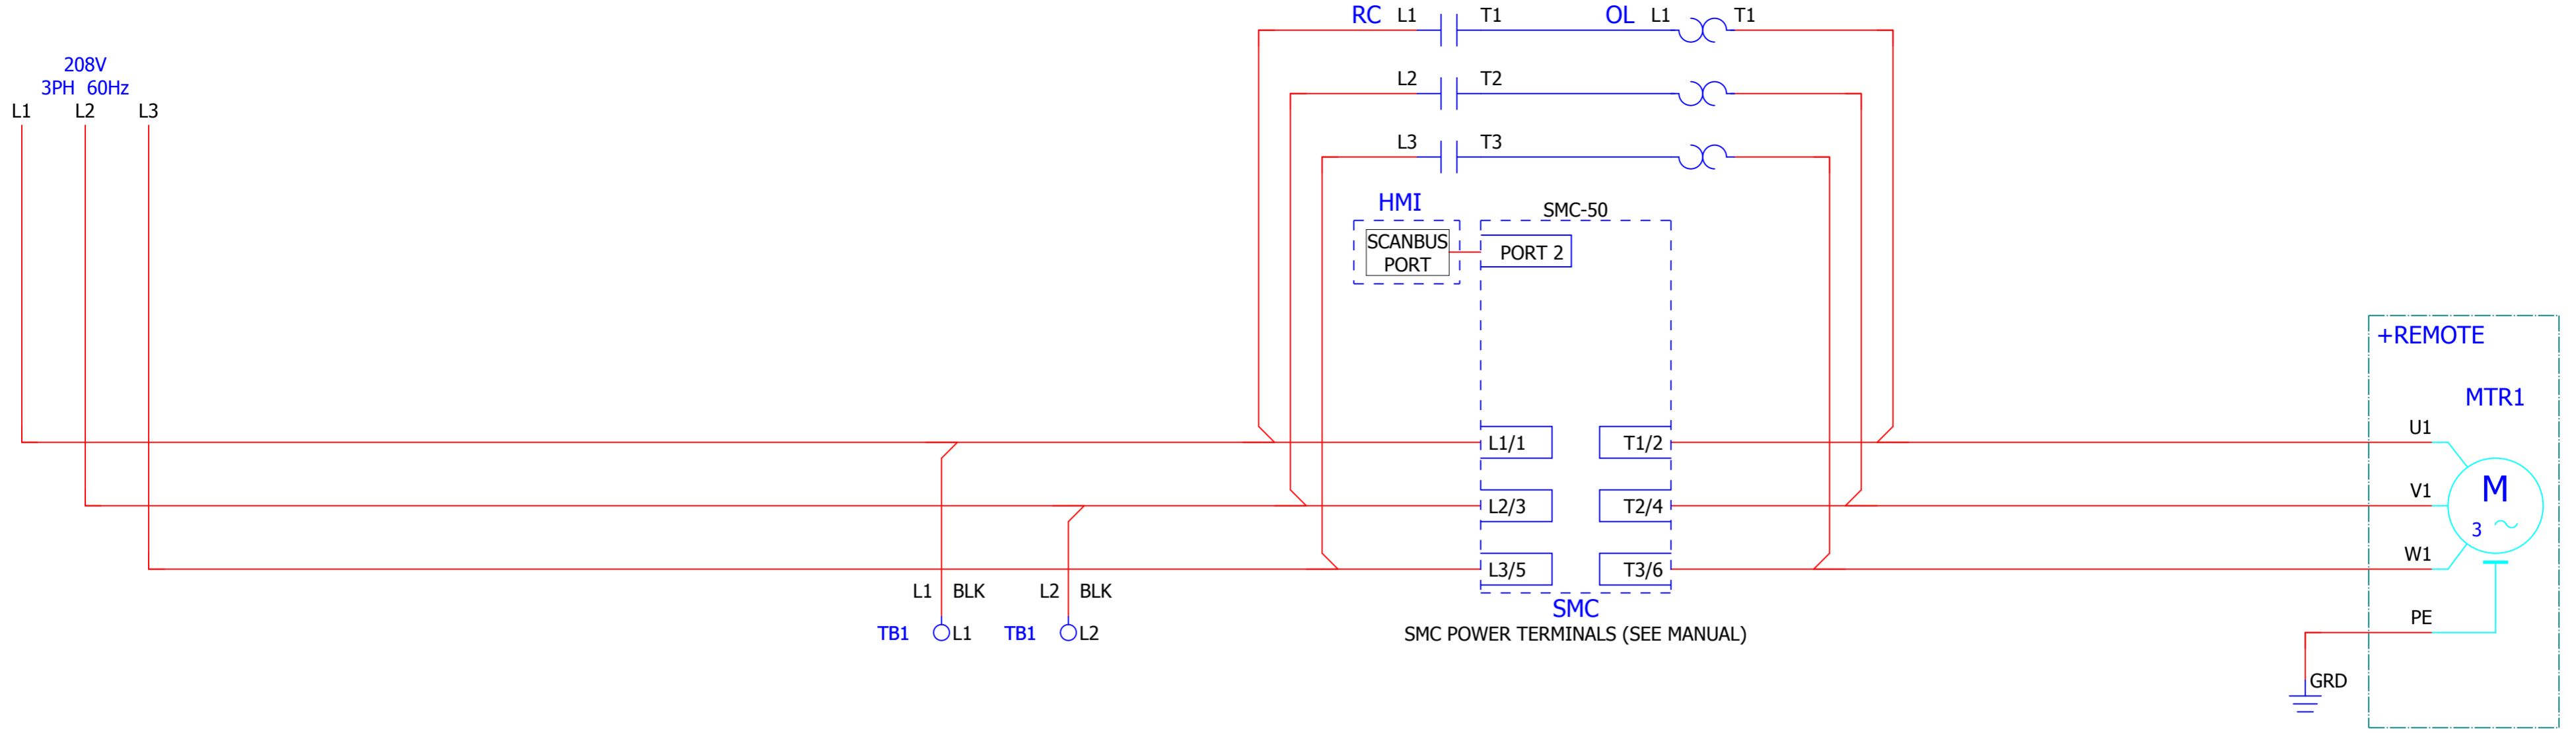 RC L1 T1 OL L1 T1
208V
3PH 60Hz
L1 L2 L3
L2 T2
L3 T3
HMI
SCANBUS
PORT
SMC-50
PORT 2
+REMOTE
MTR1
L1/1 T1/2 U1
L2/3 T2/4 V1
M
3
L3/5 T3/6 W1
L1 BLK L2 BLK
TB1 L1 TB1 L2
SMC
SMC POWER TERMINALS (SEE MANUAL)
PE
GRD